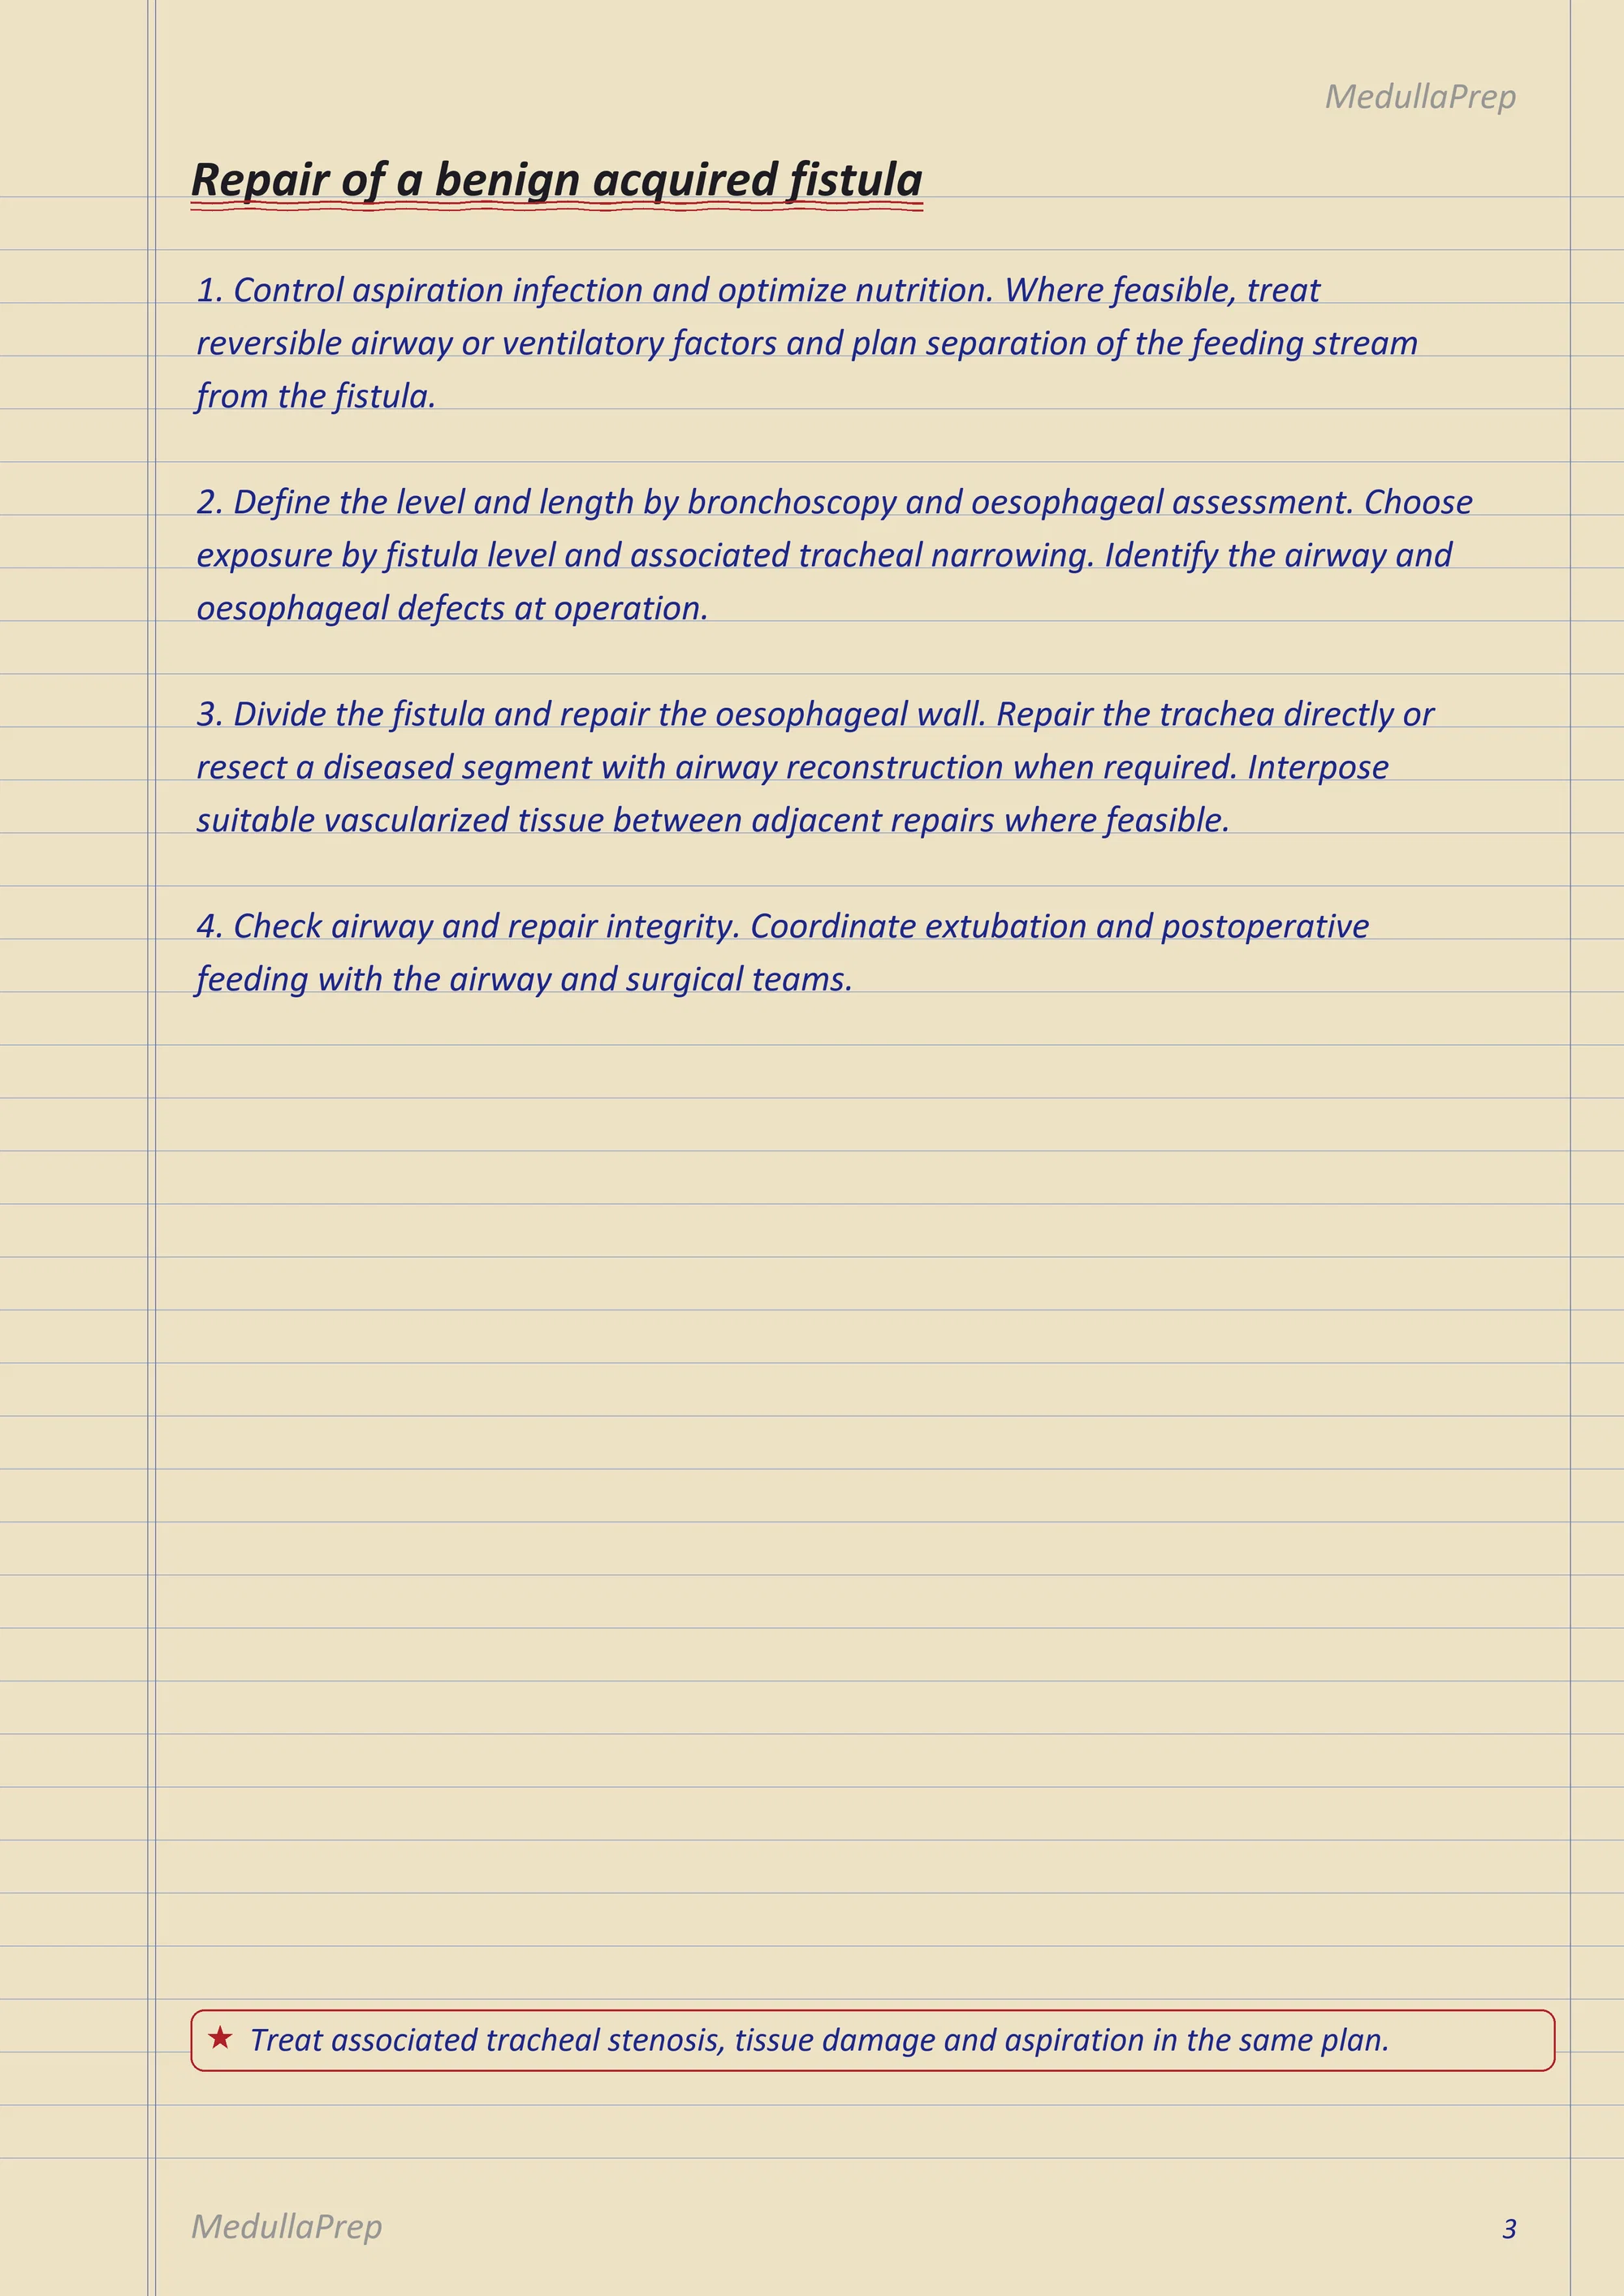 MedullaPrep
Repair of a benign acquired fistula
1. Control aspiration infection and optimize nutrition. Where feasible, treat
reversible airway or ventilatory factors and plan separation of the feeding stream
from the fistula.
2. Define the level and length by bronchoscopy and oesophageal assessment. Choose
exposure by fistula level and associated tracheal narrowing. Identify the airway and
oesophageal defects at operation.
3. Divide the fistula and repair the oesophageal wall. Repair the trachea directly or
resect a diseased segment with airway reconstruction when required. Interpose
suitable vascularized tissue between adjacent repairs where feasible.
4. Check airway and repair integrity. Coordinate extubation and postoperative
feeding with the airway and surgical teams.
★ Treat associated tracheal stenosis, tissue damage and aspiration in the same plan.
MedullaPrep
3